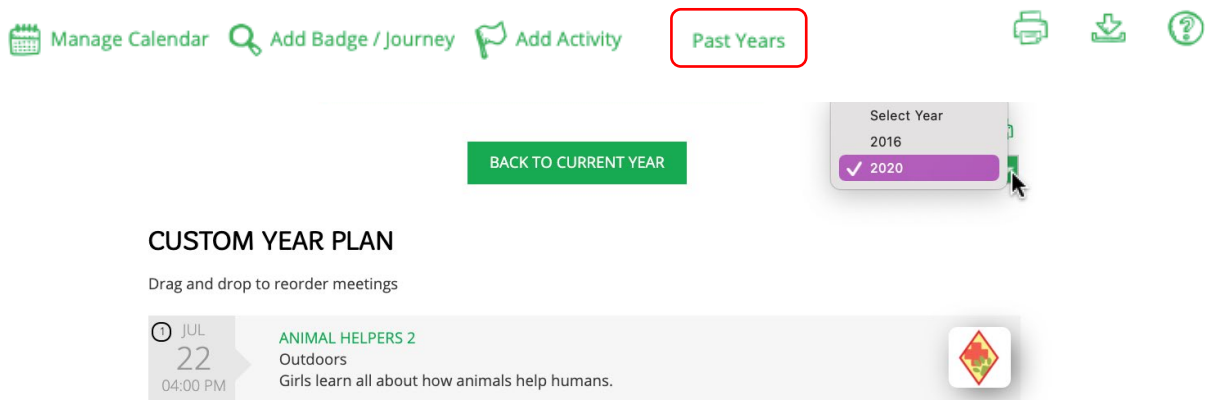 Manage Calendar Add Badge / Journey Add Activity Past Years ?
Select Year
2016
BACK TO CURRENT YEAR
2020
CUSTOM YEAR PLAN
Drag and drop to reorder meetings
1 JUL
22
04:00 PM
ANIMAL HELPERS 2
Outdoors
Girls learn all about how animals help humans.